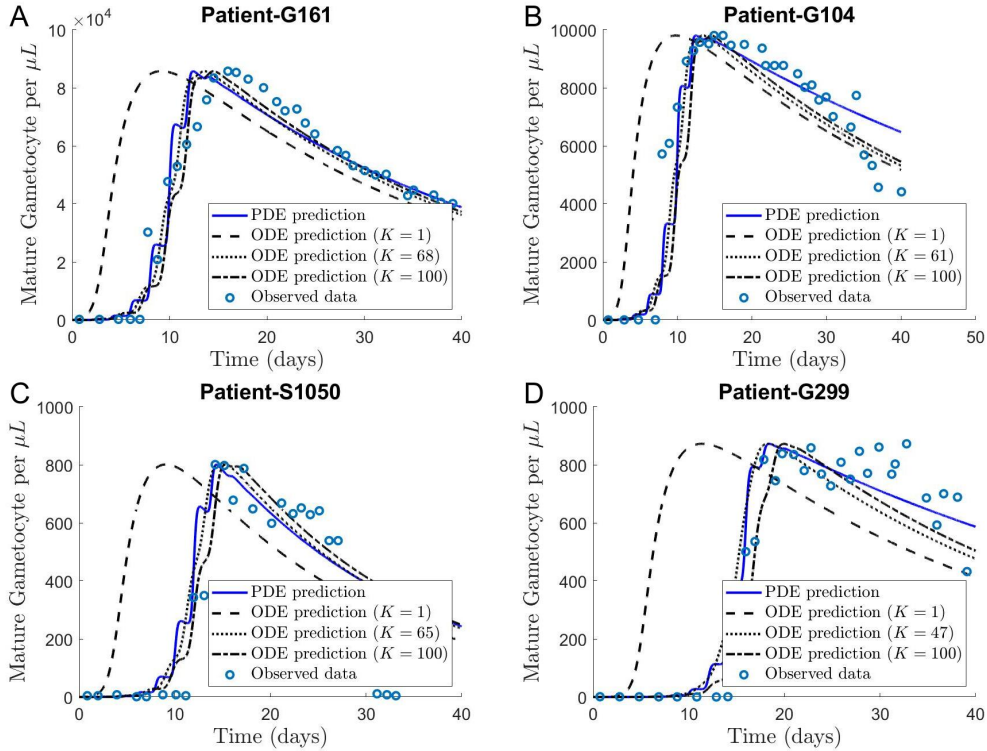 A
Patient-G161
×10⁴
10
8
6
4
2
0
0 10 20 30 40
Mature Gametocyte per μL
Time (days)
PDE prediction
ODE prediction (K = 1)
ODE prediction (K = 68)
ODE prediction (K = 100)
Observed data
B
Patient-G104
10000
8000
6000
4000
2000
0
0 10 20 30 40 50
Mature Gametocyte per μL
Time (days)
PDE prediction
ODE prediction (K = 1)
ODE prediction (K = 61)
ODE prediction (K = 100)
Observed data
C
Patient-S1050
1000
800
600
400
200
0
0 10 20 30 40
Mature Gametocyte per μL
Time (days)
PDE prediction
ODE prediction (K = 1)
ODE prediction (K = 65)
ODE prediction (K = 100)
Observed data
D
Patient-G299
1000
800
600
400
200
0
0 10 20 30 40
Mature Gametocyte per μL
Time (days)
PDE prediction
ODE prediction (K = 1)
ODE prediction (K = 47)
ODE prediction (K = 100)
Observed data